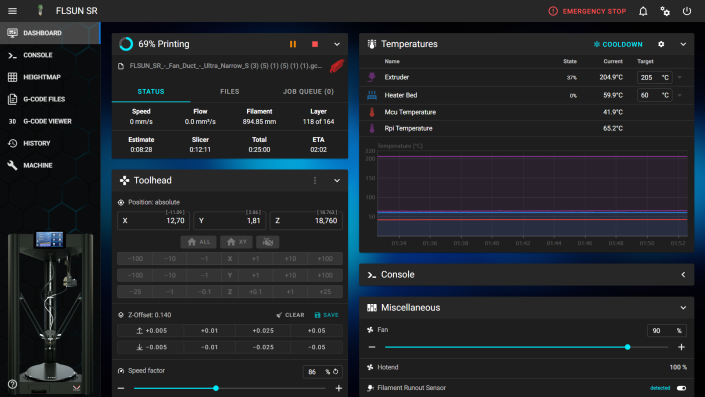 FLSUN SR
EMERGENCY STOP
DASHBOARD
CONSOLE
HEIGHTMAP
G-CODE FILES
G-CODE VIEWER
HISTORY
MACHINE
69% Printing
FLSUN_SR_-_Fan_Duct_-_Ultra_Narrow_S (3) (5) (1) (5) (1) (1).gc...
STATUS FILES JOB QUEUE (0)
Speed Flow Filament Layer
0 mm/s 0.0 mm³/s 894.85 mm 118 of 164
Estimate Slicer Total ETA
0:08:28 0:12:11 0:25:00 02:02
Toolhead
Position: absolute
[-11.09] [3.86] [18.763]
X 12,70 Y 1,81 Z 18,760
ALL XY
-100 -10 -1 X +1 +10 +100
-100 -10 -1 Y +1 +10 +100
-25 -1 -0.1 Z +0.1 +1 +25
Z-Offset: 0.140 CLEAR SAVE
+0.005 +0.01 +0.025 +0.05
-0.005 -0.01 -0.025 -0.05
Speed factor 86 %
Temperatures COOLDOWN
Name State Current Target
Extruder 37% 204.9°C 205 °C
Heater Bed 0% 59.9°C 60 °C
Mcu Temperature 41.9°C
Rpi Temperature 65.2°C
Temperature [°C]
220
200
150
100
50
01:34 01:36 01:38 01:40 01:42 01:44 01:46 01:48 01:50 01:52
Console
Miscellaneous
Fan 90 %
Hotend 100 %
Filament Runout Sensor detected